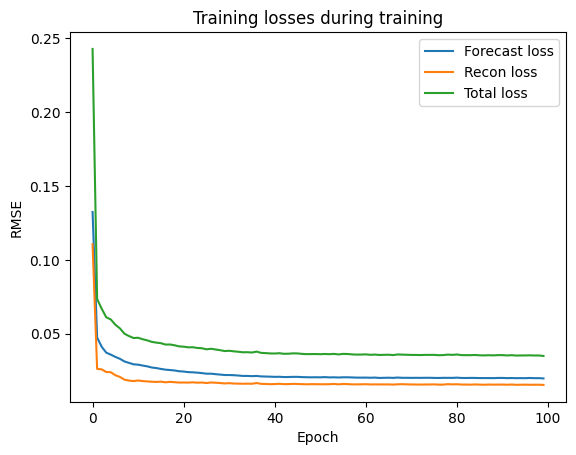 Training losses during training
0.25
0.20
0.15
0.10
0.05
RMSE
Forecast loss
Recon loss
Total loss
0 20 40 60 80 100
Epoch